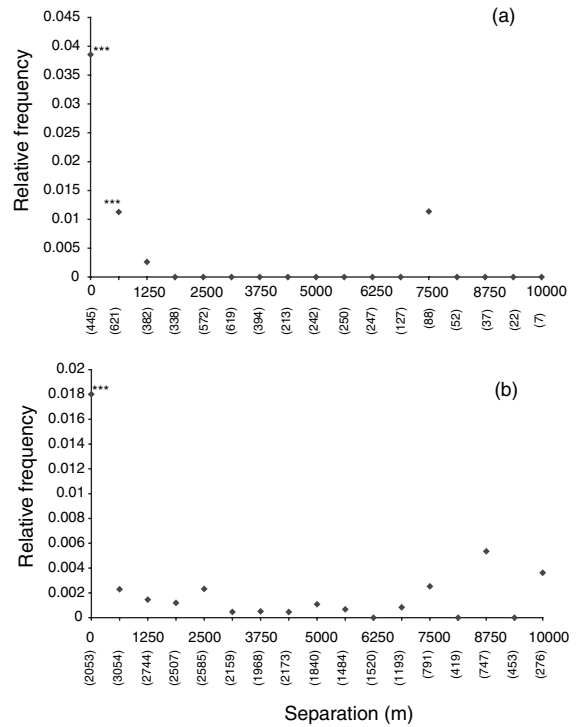 (a)
Relative frequency
0.04
0.035
0.03
0.025
0.02
0.015
0.01
0.005
0
***
***
0 1250 2500 3750 5000 6250 7500 8750 10000
(445) (621) (382) (338) (572) (619) (394) (213) (242) (250) (247) (127) (88) (52) (37) (22) (7)
(b)
Relative frequency
0.02
0.018
0.016
0.014
0.012
0.01
0.008
0.006
0.004
0.002
0
***
0 1250 2500 3750 5000 6250 7500 8750 10000
(2053) (3054) (2744) (2507) (2585) (2159) (1968) (2173) (1840) (1484) (1520) (1193) (791) (419) (747) (453) (276)
Separation (m)